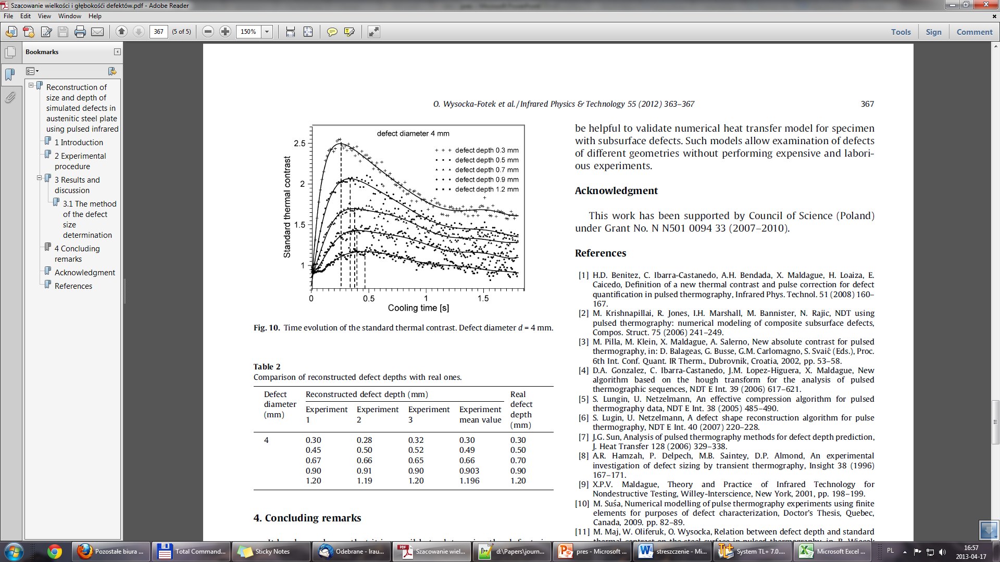 Szacowanie wielkości i głębokośći defektów.pdf - Adobe Reader
File Edit View Window Help
367 (5 of 5) 150% Tools Sign Comment
Bookmarks
Reconstruction of
size and depth of
simulated defects in
austenitic steel plate
using pulsed infrared
1 Introduction
2 Experimental
procedure
3 Results and
discussion
3.1 The method
of the defect
size
determination
4 Concluding
remarks
Acknowledgment
References
O. Wysocka-Fotek et al./Infrared Physics & Technology 55 (2012) 363–367 367
defect diameter 4 mm
+ + + defect depth 0.3 mm
defect depth 0.5 mm
defect depth 0.7 mm
defect depth 0.9 mm
defect depth 1.2 mm
Standard thermal contrast
2.5
2
1.5
1
0 0.5 1 1.5
Cooling time [s]
Fig. 10. Time evolution of the standard thermal contrast. Defect diameter d = 4 mm.
Table 2
Comparison of reconstructed defect depths with real ones.
Defect diameter (mm) Reconstructed defect depth (mm) Real defect depth (mm)
Experiment 1 Experiment 2 Experiment 3 Experiment mean value
4 0.30 0.28 0.32 0.30 0.30
0.45 0.50 0.52 0.49 0.50
0.67 0.66 0.65 0.66 0.70
0.90 0.91 0.90 0.903 0.90
1.20 1.19 1.20 1.196 1.20
4. Concluding remarks
be helpful to validate numerical heat transfer model for specimen
with subsurface defects. Such models allow examination of defects
of different geometries without performing expensive and labori-
ous experiments.
Acknowledgment
This work has been supported by Council of Science (Poland)
under Grant No. N N501 0094 33 (2007–2010).
References
[1] H.D. Benitez, C. Ibarra-Castanedo, A.H. Bendada, X. Maldague, H. Loaiza, E.
Caicedo, Definition of a new thermal contrast and pulse correction for defect
quantification in pulsed thermography, Infrared Phys. Technol. 51 (2008) 160–
167.
[2] M. Krishnapillai, R. Jones, I.H. Marshall, M. Bannister, N. Rajic, NDT using
pulsed thermography: numerical modeling of composite subsurface defects,
Compos. Struct. 75 (2006) 241–249.
[3] M. Pilla, M. Klein, X. Maldague, A. Salerno, New absolute contrast for pulsed
thermography, in: D. Balageas, G. Busse, G.M. Carlomagno, S. Svaić (Eds.), Proc.
6th Int. Conf. Quant. IR Therm., Dubrovnik, Croatia, 2002, pp. 53–58.
[4] D.A. Gonzalez, C. Ibarra-Castanedo, J.M. Lopez-Higuera, X. Maldague, New
algorithm based on the hough transform for the analysis of pulsed
thermographic sequences, NDT E Int. 39 (2006) 617–621.
[5] S. Lungin, U. Netzelmann, An effective compression algorithm for pulsed
thermography data, NDT E Int. 38 (2005) 485–490.
[6] S. Lugin, U. Netzelmann, A defect shape reconstruction algorithm for pulse
thermography, NDT E Int. 40 (2007) 220–228.
[7] J.G. Sun, Analysis of pulsed thermography methods for defect depth prediction,
J. Heat Transfer 128 (2006) 329–338.
[8] A.R. Hamzah, P. Delpech, M.B. Saintey, D.P. Almond, An experimental
investigation of defect sizing by transient thermography, Insight 38 (1996)
167–171.
[9] X.P.V. Maldague, Theory and Practice of Infrared Technology for
Nondestructive Testing, Willey-Interscience, New York, 2001, pp. 198–199.
[10] M. Suśa, Numerical modelling of pulse thermography experiments using finite
elements for purposes of defect characterization, Doctor's Thesis, Quebec,
Canada, 2009. pp. 82–89.
[11] M. Maj, W. Oliferuk, O. Wysocka, Relation between defect depth and standard
Pozostałe biura ... Total Command... Sticky Notes Odebrane - Irau... Szacowanie wiel... d:\Papers\journ... pres - Microsoft ... streszczenie - Mi... System TL+ 7.0.... Microsoft Excel ... PL 16:57
2013-04-17